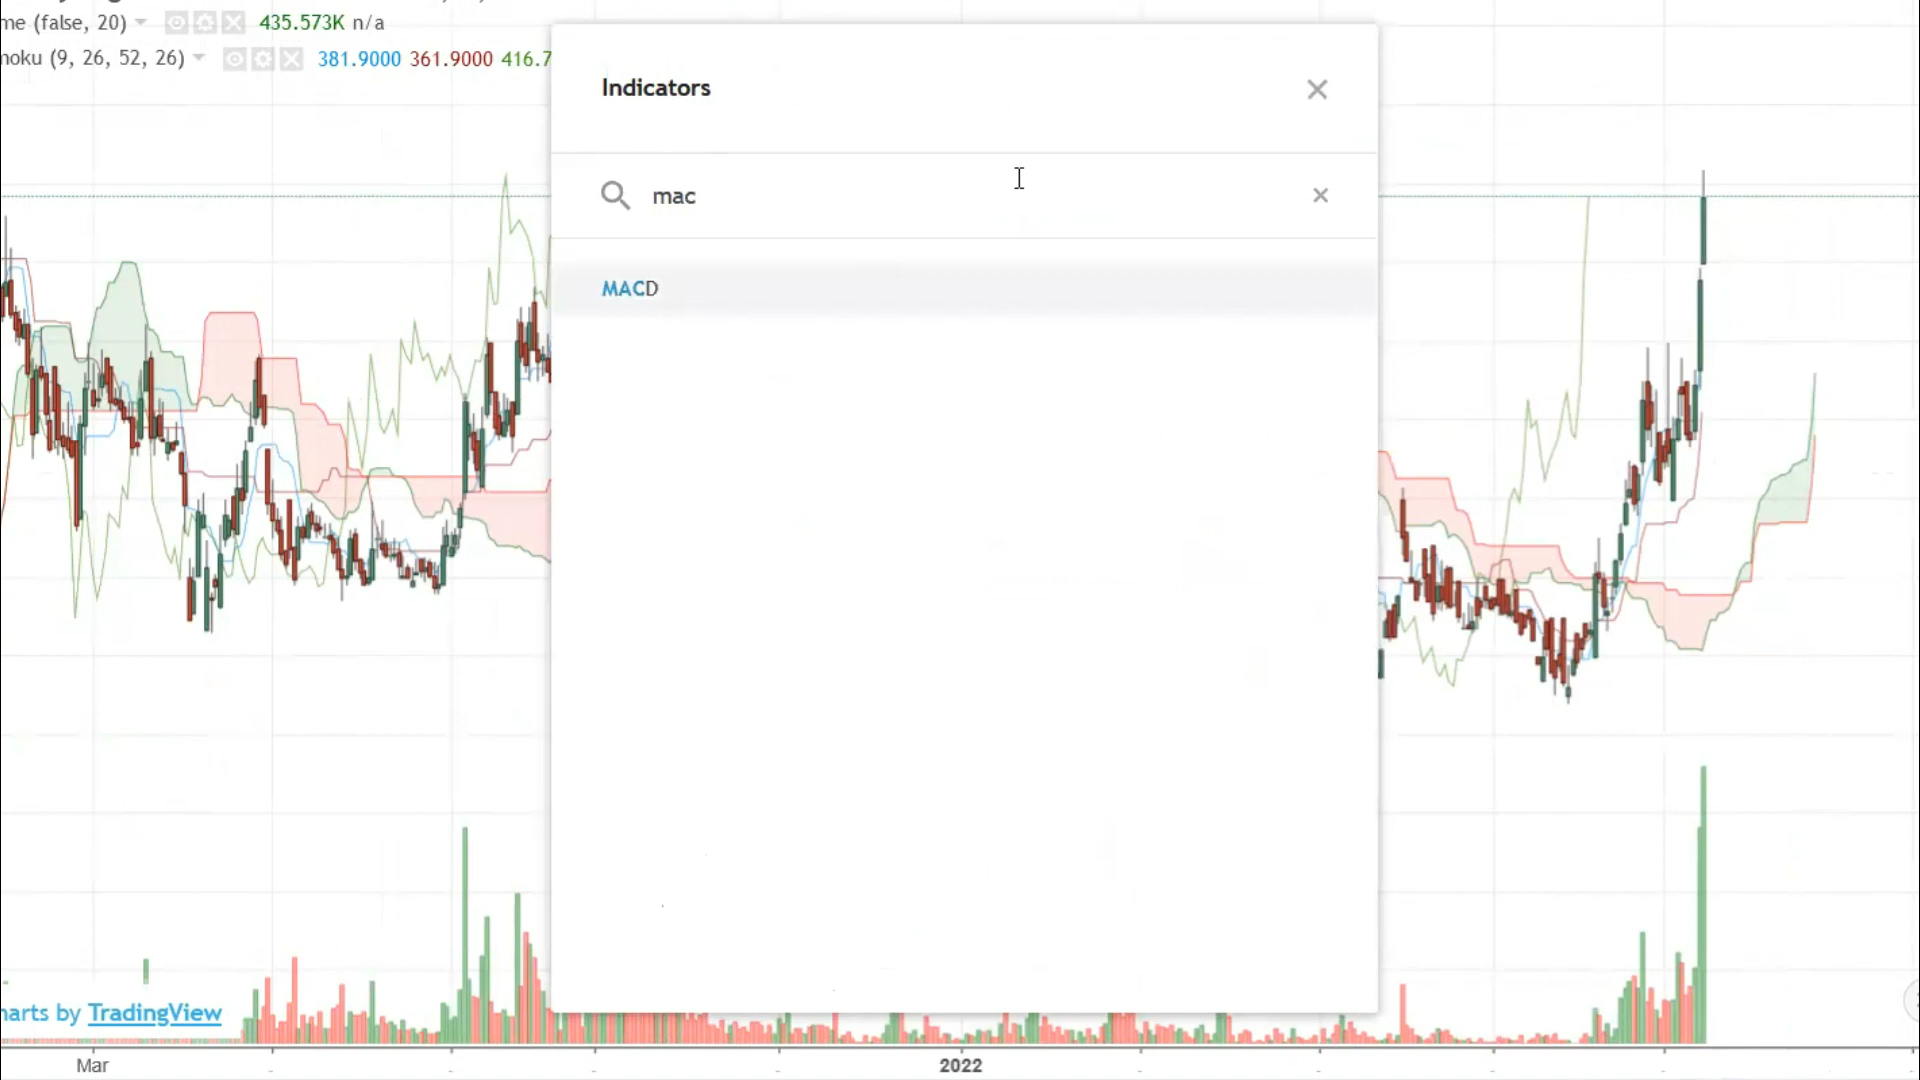 me (false, 20) 435.573K n/a
moku (9, 26, 52, 26) 381.9000 361.9000 416.7
Indicators
mac
MACD
harts by TradingView
Mar 2022